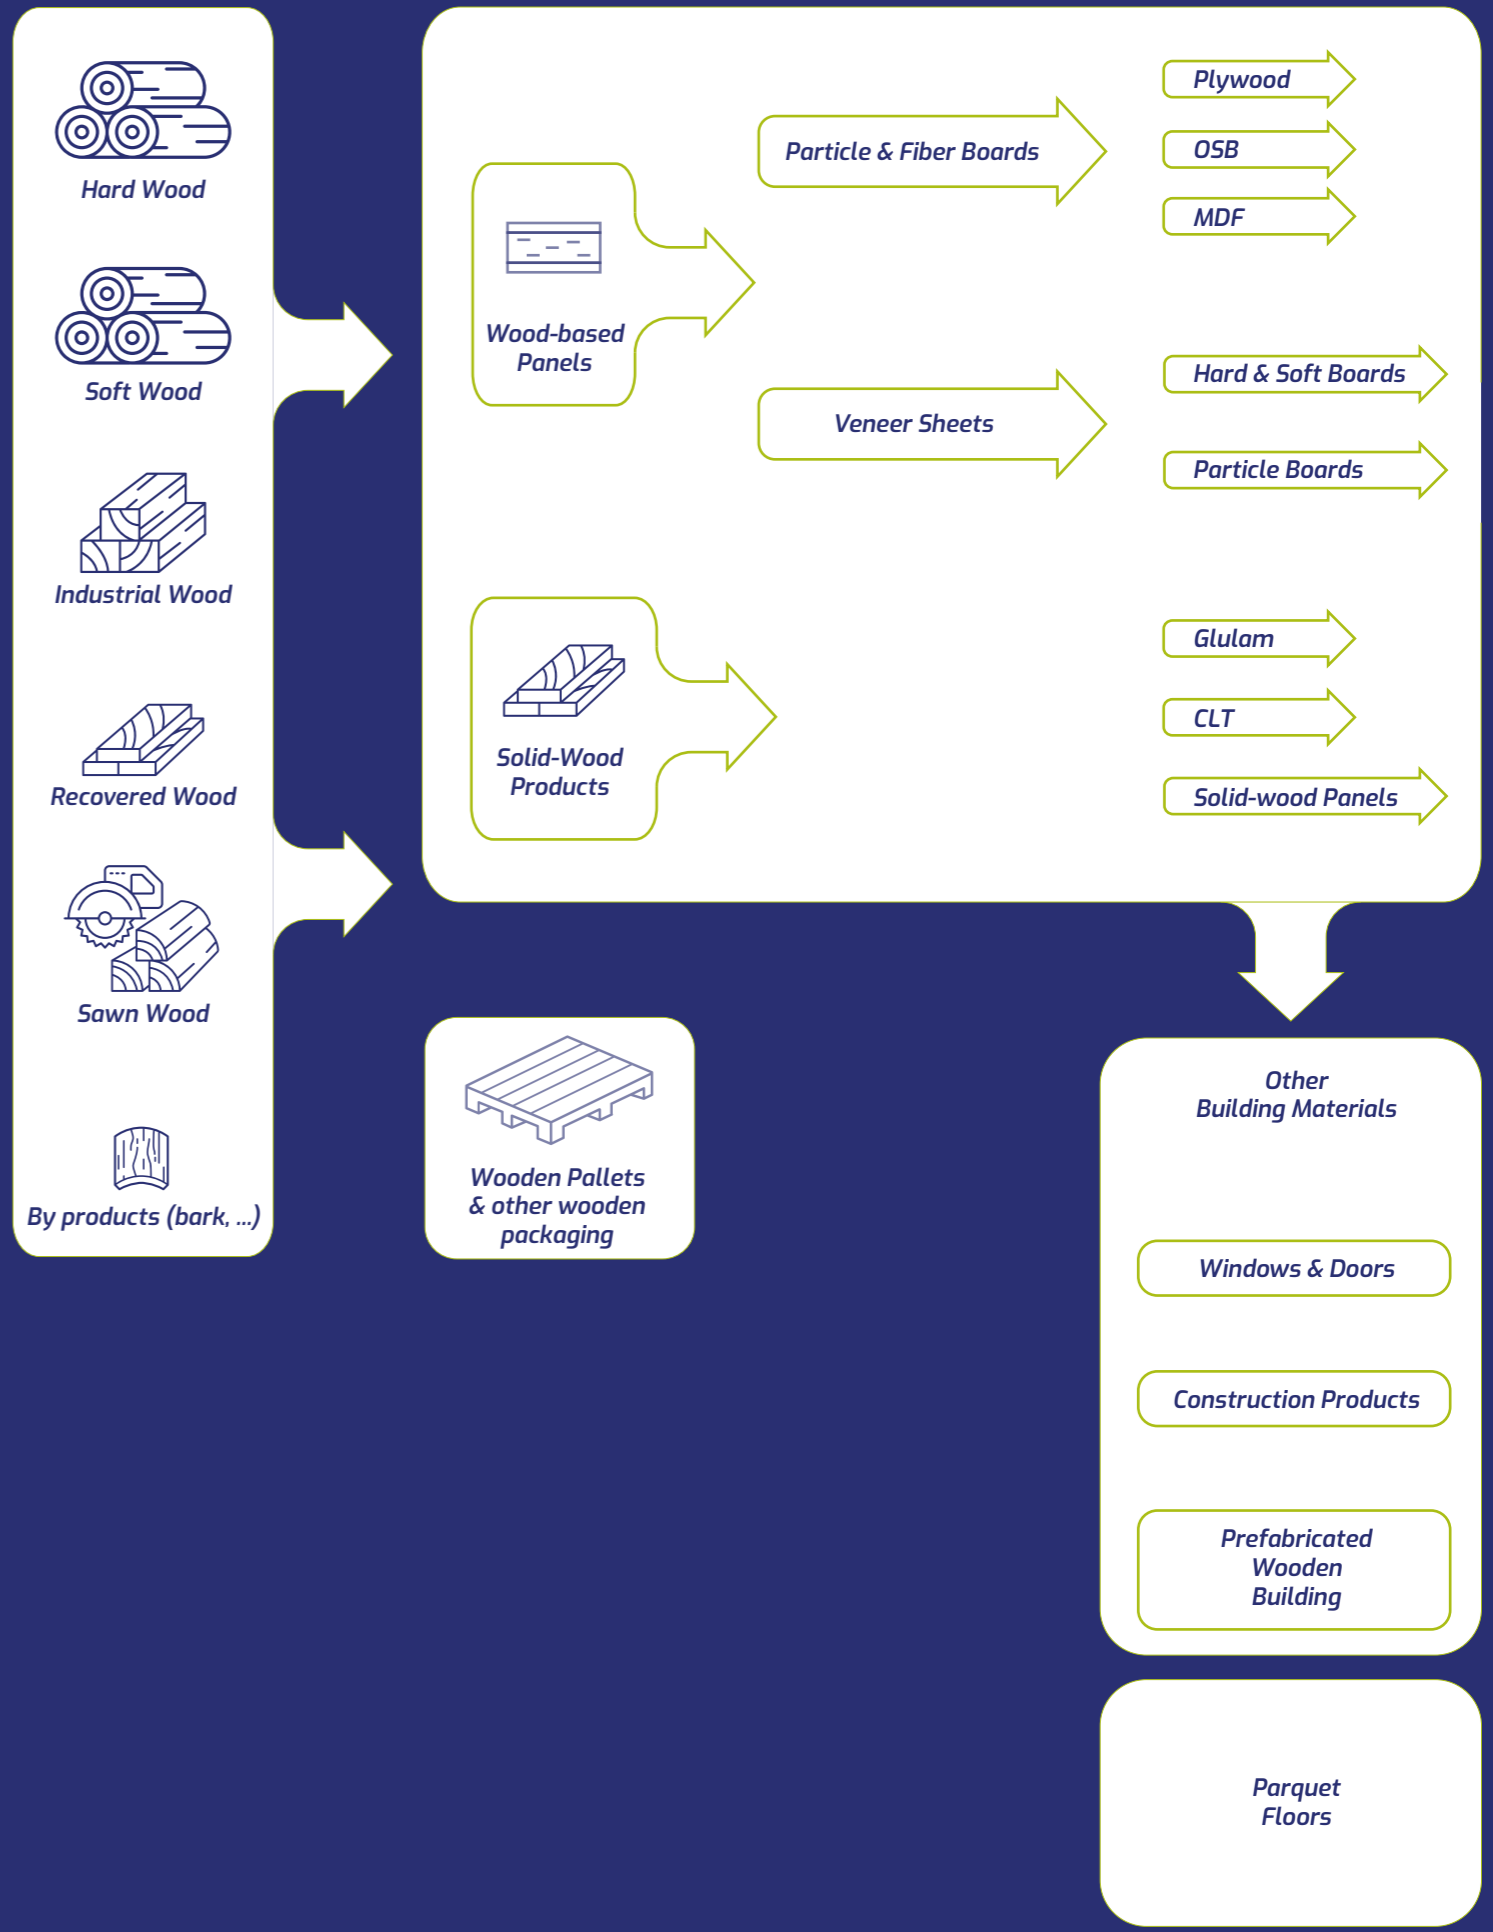 Hard Wood
Soft Wood
Industrial Wood
Recovered Wood
Sawn Wood
By products (bark, ...)
Wood-based
Panels
Particle & Fiber Boards
Plywood
OSB
MDF
Veneer Sheets
Hard & Soft Boards
Particle Boards
Solid-Wood
Products
Glulam
CLT
Solid-wood Panels
Wooden Pallets
& other wooden
packaging
Other
Building Materials
Windows & Doors
Construction Products
Prefabricated
Wooden
Building
Parquet
Floors